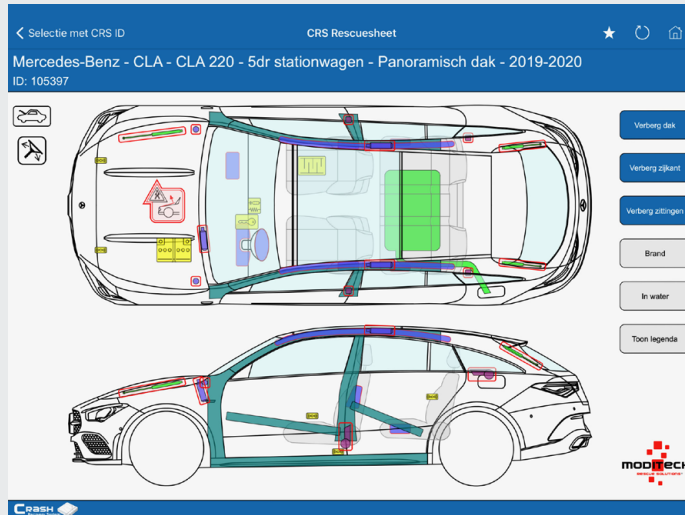 Selectie met CRS ID
CRS Rescuesheet
Mercedes-Benz - CLA - CLA 220 - 5dr stationwagen - Panoramisch dak - 2019-2020
ID: 105397
Verberg dak
Verberg zijkant
Verberg zittingen
Brand
In water
Toon legenda
MODITECH
RESCUE SOLUTIONS
CRASH